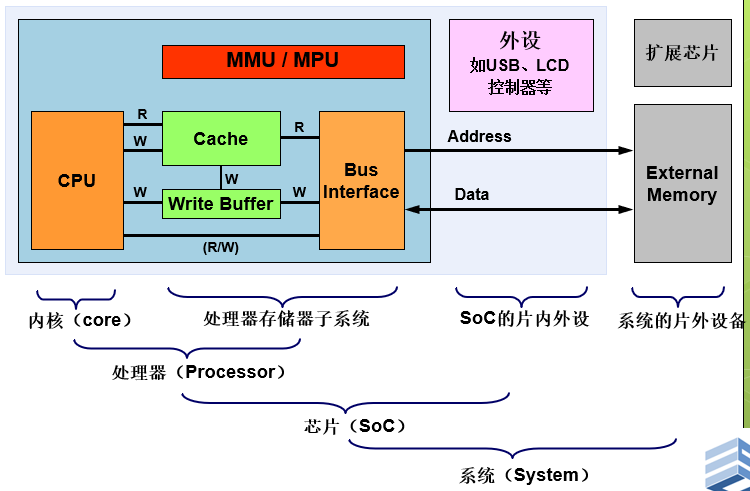 MMU / MPU
外设
如USB、LCD
控制器等
扩展芯片
R
W
Cache
R
Address
CPU
Bus
Interface
External
Memory
W
W
Write Buffer
W
Data
(R/W)
内核（core）
处理器存储器子系统
SoC的片内外设
系统的片外设备
处理器（Processor）
芯片（SoC）
系统（System）